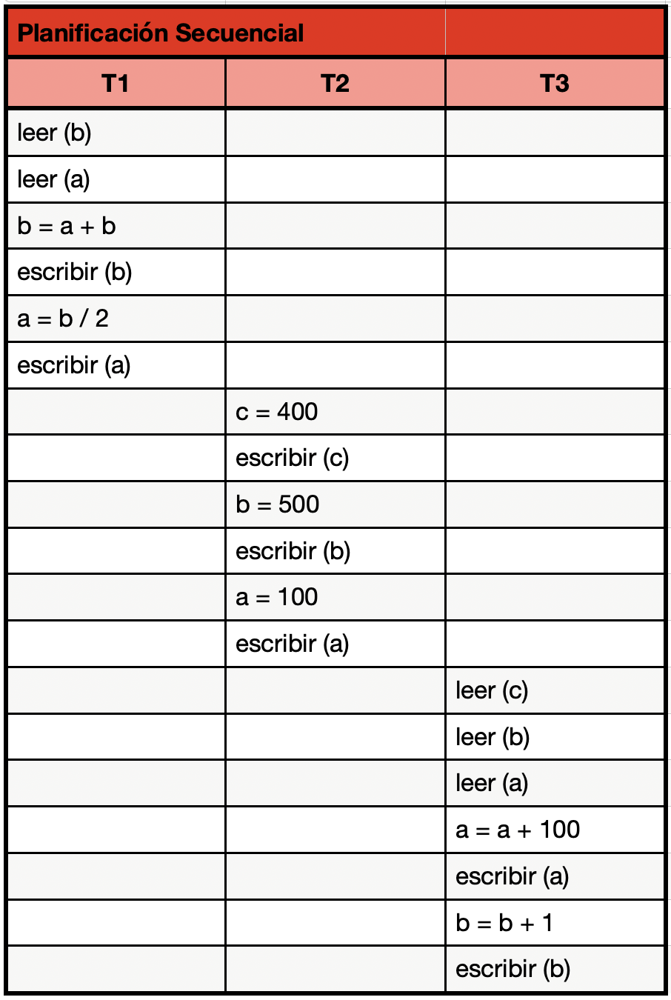 Planificación Secuencial
T1 T2 T3
leer (b)
leer (a)
b = a + b
escribir (b)
a = b / 2
escribir (a)
c = 400
escribir (c)
b = 500
escribir (b)
a = 100
escribir (a)
leer (c)
leer (b)
leer (a)
a = a + 100
escribir (a)
b = b + 1
escribir (b)